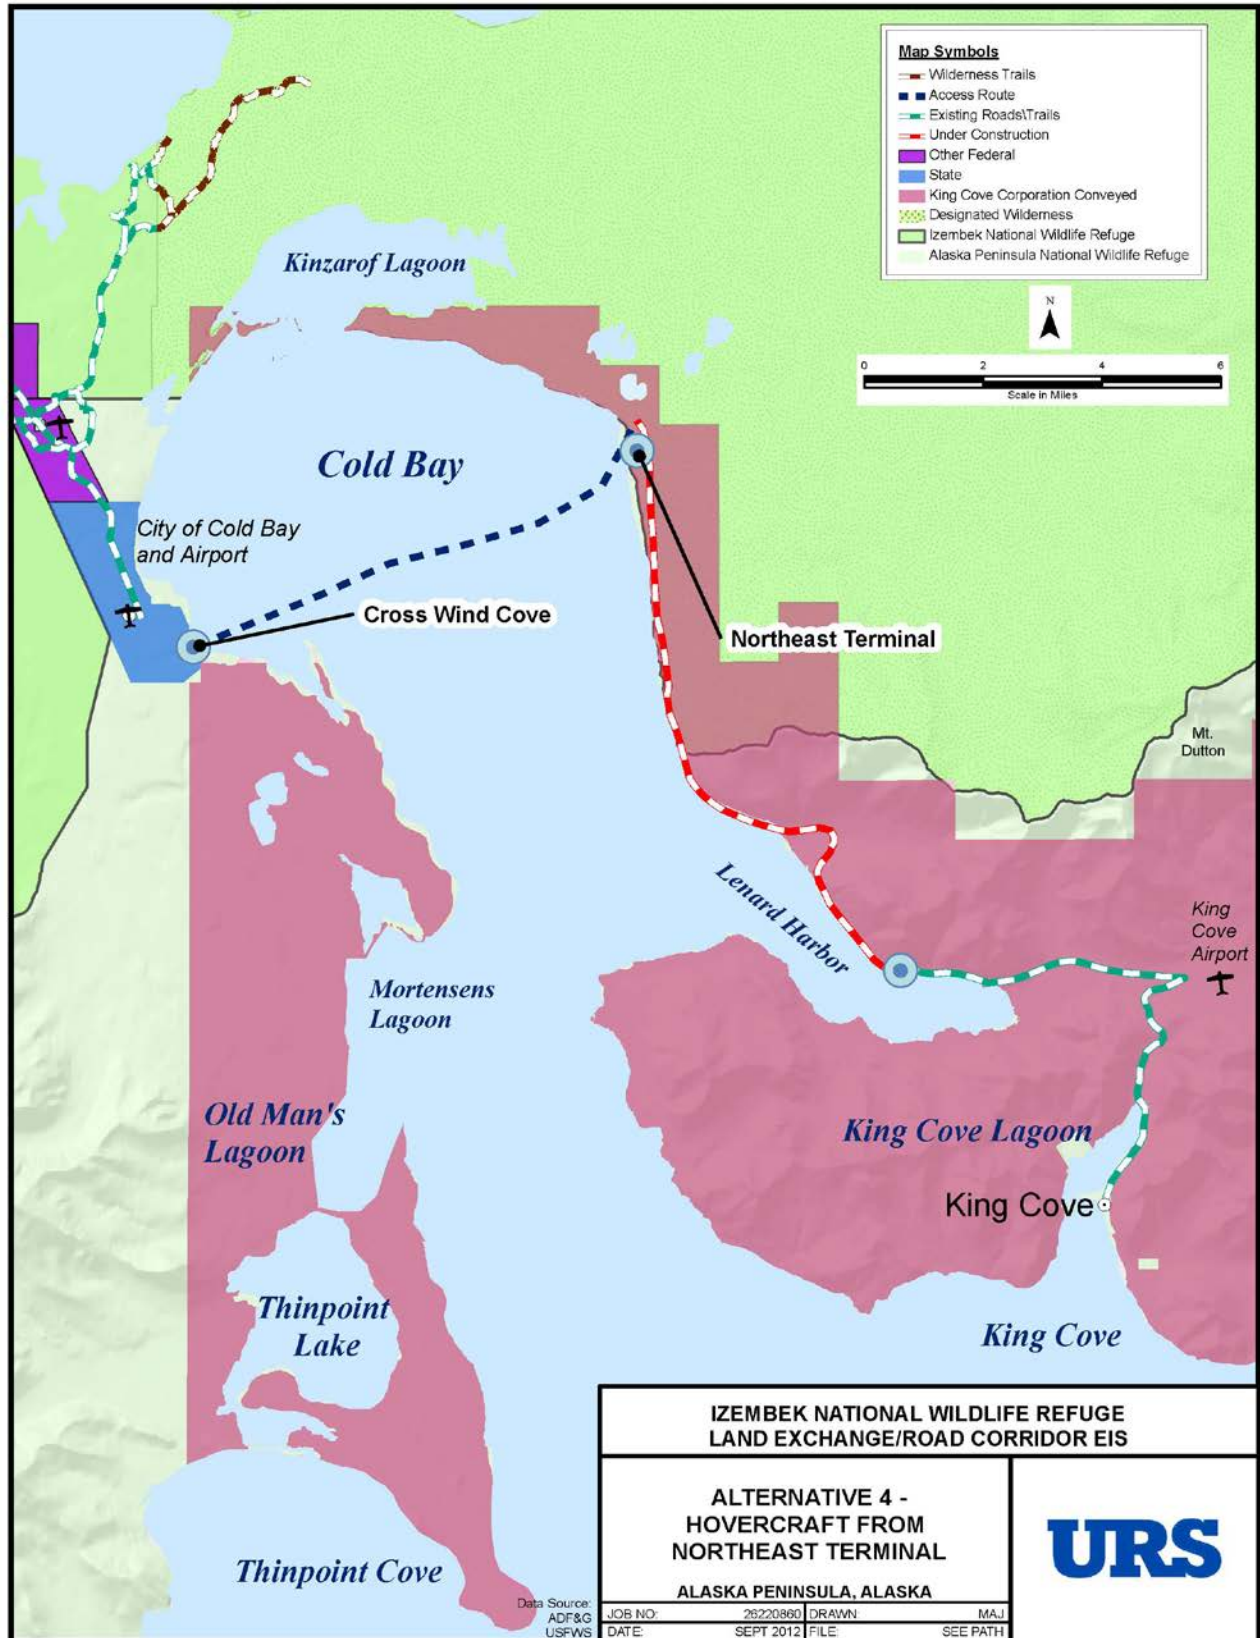 Map Symbols
Wilderness Trails
Access Route
Existing Roads\Trails
Under Construction
Other Federal
State
King Cove Corporation Conveyed
Designated Wilderness
Izembek National Wildlife Refuge
Alaska Peninsula National Wildlife Refuge
N
0 2 4 6
Scale in Miles
Kinzarof Lagoon
Cold Bay
City of Cold Bay
and Airport
Cross Wind Cove
Northeast Terminal
Mt.
Dutton
Lenard Harbor
King
Cove
Airport
Mortensens
Lagoon
Old Man's
Lagoon
King Cove Lagoon
King Cove
Thinpoint
Lake
King Cove
Thinpoint Cove
Data Source:
ADF&G
USFWS
IZEMBEK NATIONAL WILDLIFE REFUGE
LAND EXCHANGE/ROAD CORRIDOR EIS
ALTERNATIVE 4 -
HOVERCRAFT FROM
NORTHEAST TERMINAL
ALASKA PENINSULA, ALASKA
JOB NO: 26220860 DRAWN: MAJ
DATE: SEPT 2012 FILE: SEE PATH
URS